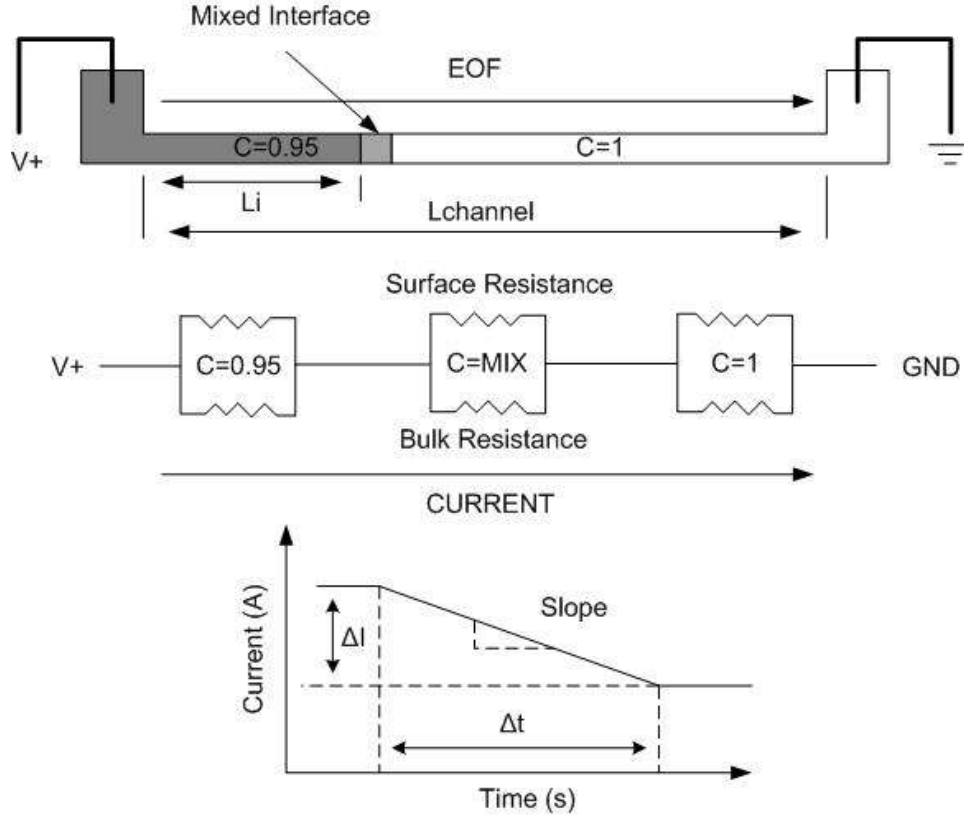 Mixed Interface
EOF
V+
C=0.95
C=1
Li
Lchannel
Surface Resistance
V+
C=0.95
C=MIX
C=1
GND
Bulk Resistance
CURRENT
Current (A)
ΔI
Slope
Δt
Time (s)